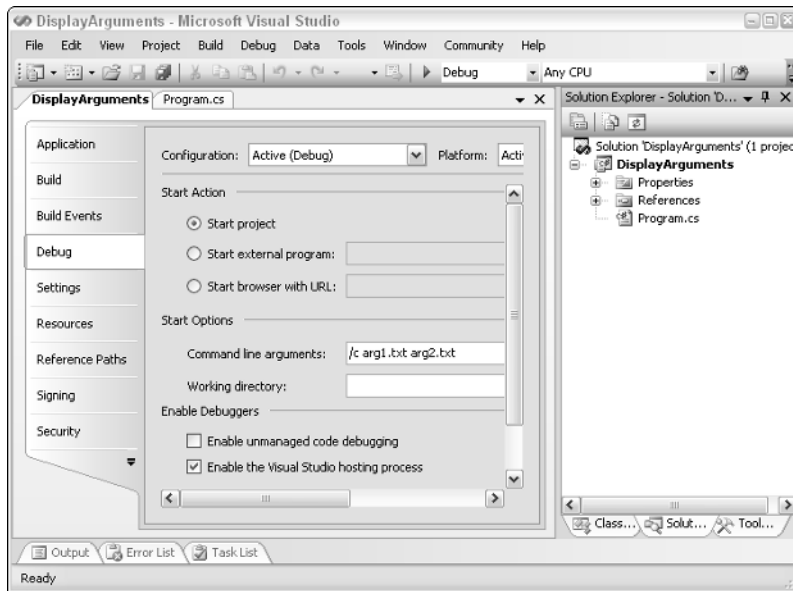 DisplayArguments - Microsoft Visual Studio
File Edit View Project Build Debug Data Tools Window Community Help
Debug Any CPU
DisplayArguments Program.cs
Application
Build
Build Events
Debug
Settings
Resources
Reference Paths
Signing
Security
Configuration: Active (Debug) Platform: Acti
Start Action
Start project
Start external program:
Start browser with URL:
Start Options
Command line arguments: /c arg1.txt arg2.txt
Working directory:
Enable Debuggers
Enable unmanaged code debugging
Enable the Visual Studio hosting process
Solution Explorer - Solution 'D...
Solution 'DisplayArguments' (1 projec
DisplayArguments
Properties
References
Program.cs
Class... Solut... Tool...
Output Error List Task List
Ready